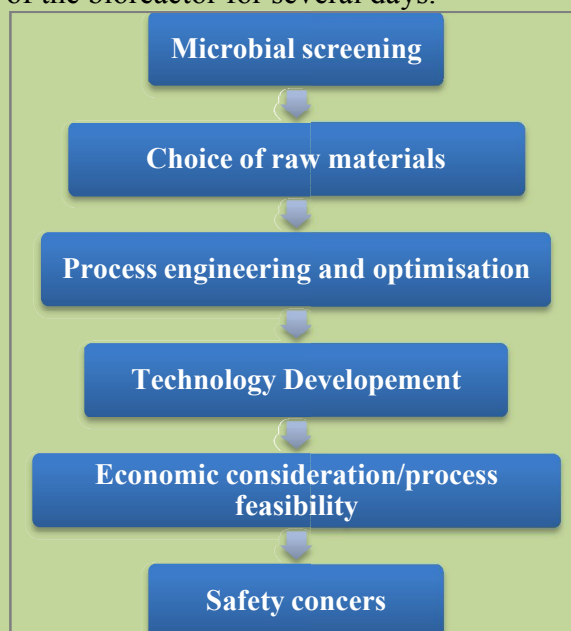 of the bioreactor for several days.
Microbial screening
Choice of raw materials
Process engineering and optimisation
Technology Developement
Economic consideration/process
feasibility
Safety concers